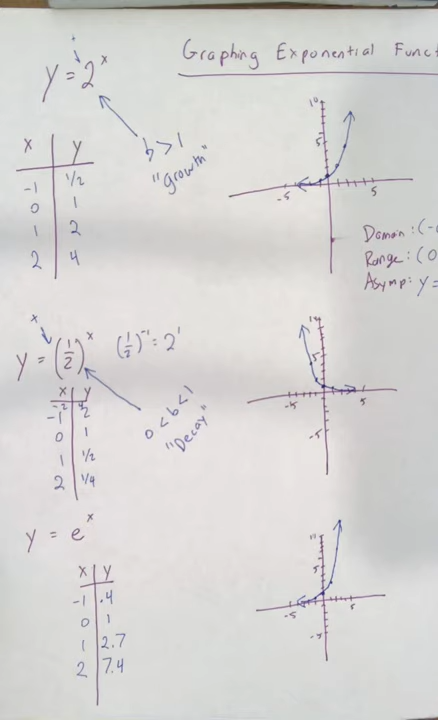 Graphing Exponential Funct
y = 2^x
b > 1
"growth"
x | y
-1 | 1/2
0 | 1
1 | 2
2 | 4
10
5
-5 5
Domain : (-
Range : (0
Asymp: y =
y = (1/2)^x (1/2)^-1 = 2^1
0 < b < 1
"Decay"
x | y
-2 | 4
-1 | 2
0 | 1
1 | 1/2
2 | 1/4
10
5
-5 5
-5
y = e^x
x | y
-1 | .4
0 | 1
1 | 2.7
2 | 7.4
5
-5 5